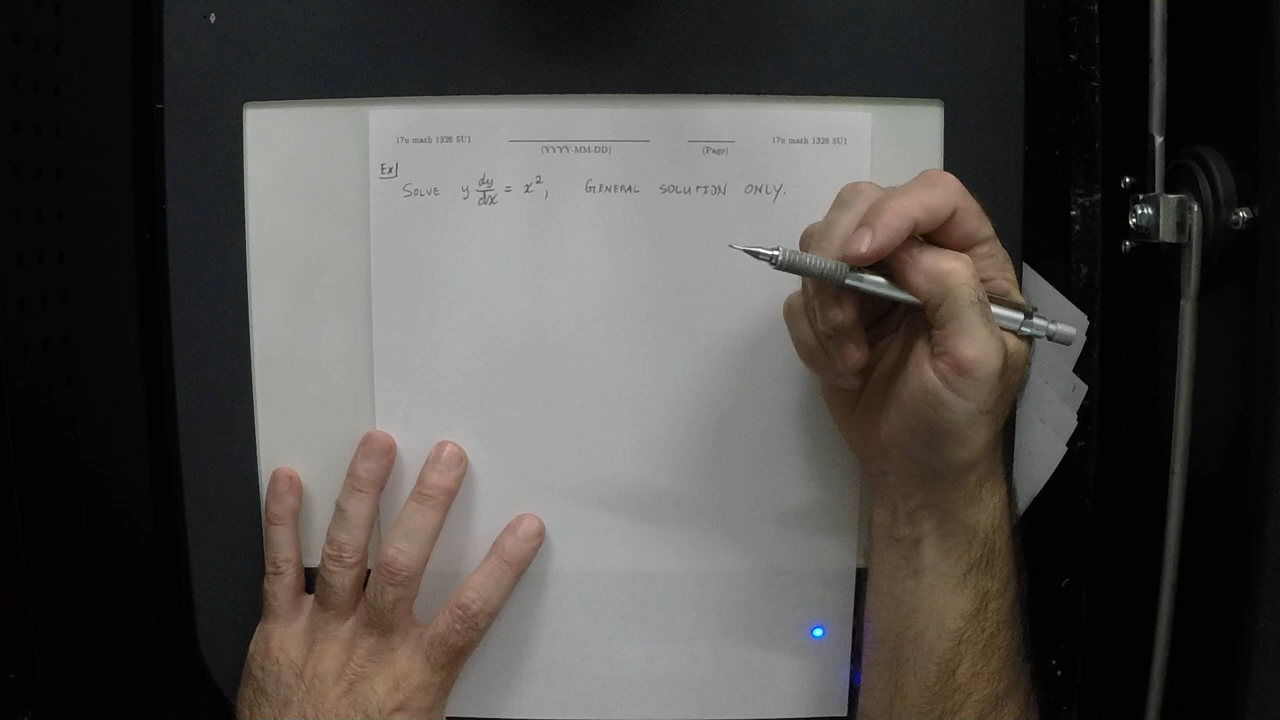 17u math 1326 5U1 (YYYY-MM-DD) (Page) 17u math 1326 5U1
Ex|
SOLVE y dy/dx = x², GENERAL SOLUTION ONLY.